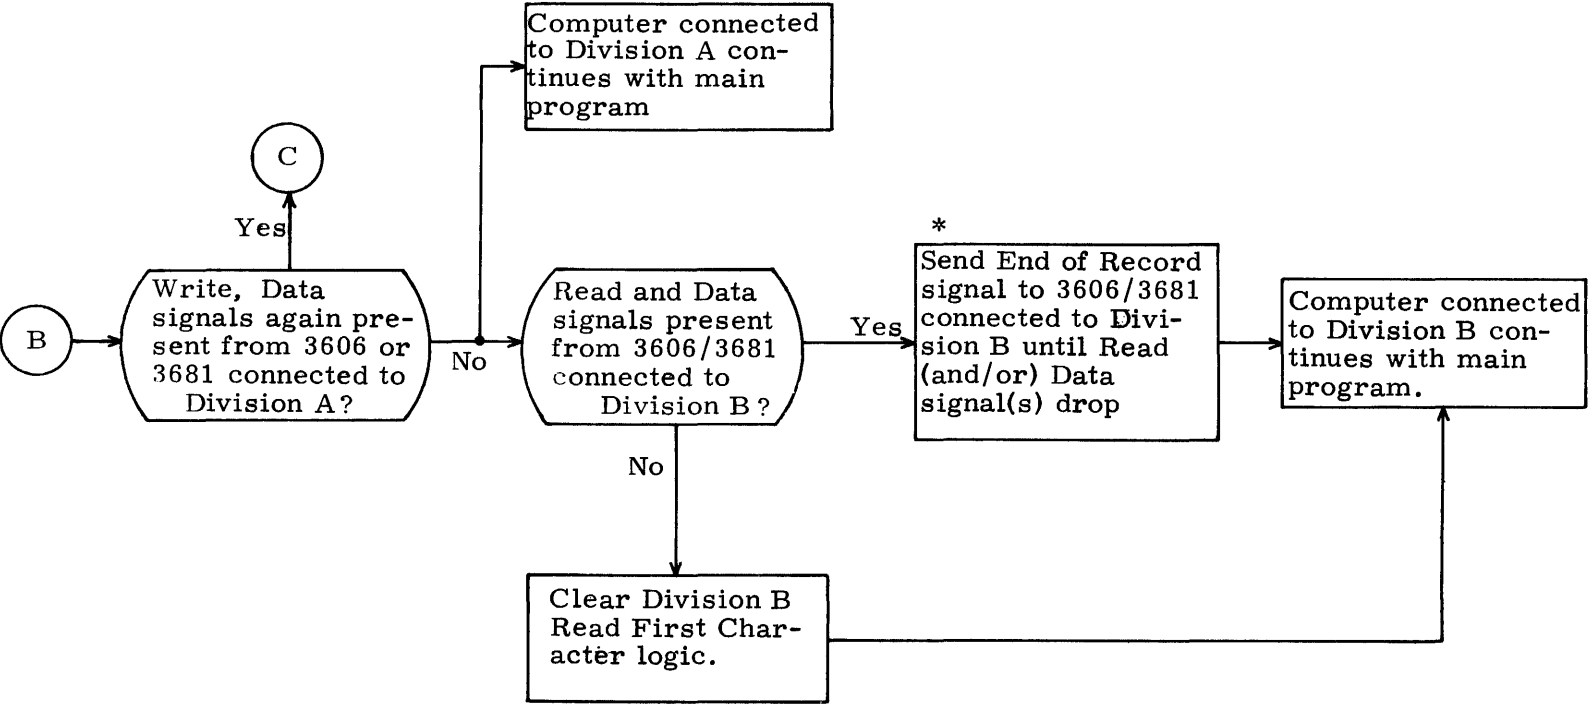 Computer connected
to Division A con-
tinues with main
program
C
Yes
*
B
Write, Data
signals again pre-
sent from 3606 or
3681 connected to
Division A?
No
Read and Data
signals present
from 3606/3681
connected to
Division B?
Yes
Send End of Record
signal to 3606/3681
connected to Divi-
sion B until Read
(and/or) Data
signal(s) drop
Computer connected
to Division B con-
tinues with main
program.
No
Clear Division B
Read First Char-
acter logic.